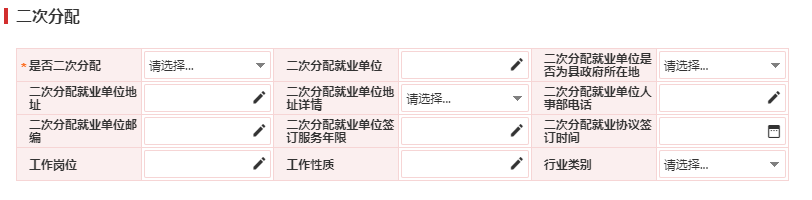 二次分配
*是否二次分配 请选择... 二次分配就业单位 二次分配就业单位是
否为县政府所在地 请选择...
二次分配就业单位地
址 二次分配就业单位地
址详情 请选择... 二次分配就业单位人
事部电话
二次分配就业单位邮
编 二次分配就业单位签
订服务年限 二次分配就业协议签
订时间
工作岗位 工作性质 行业类别 请选择...